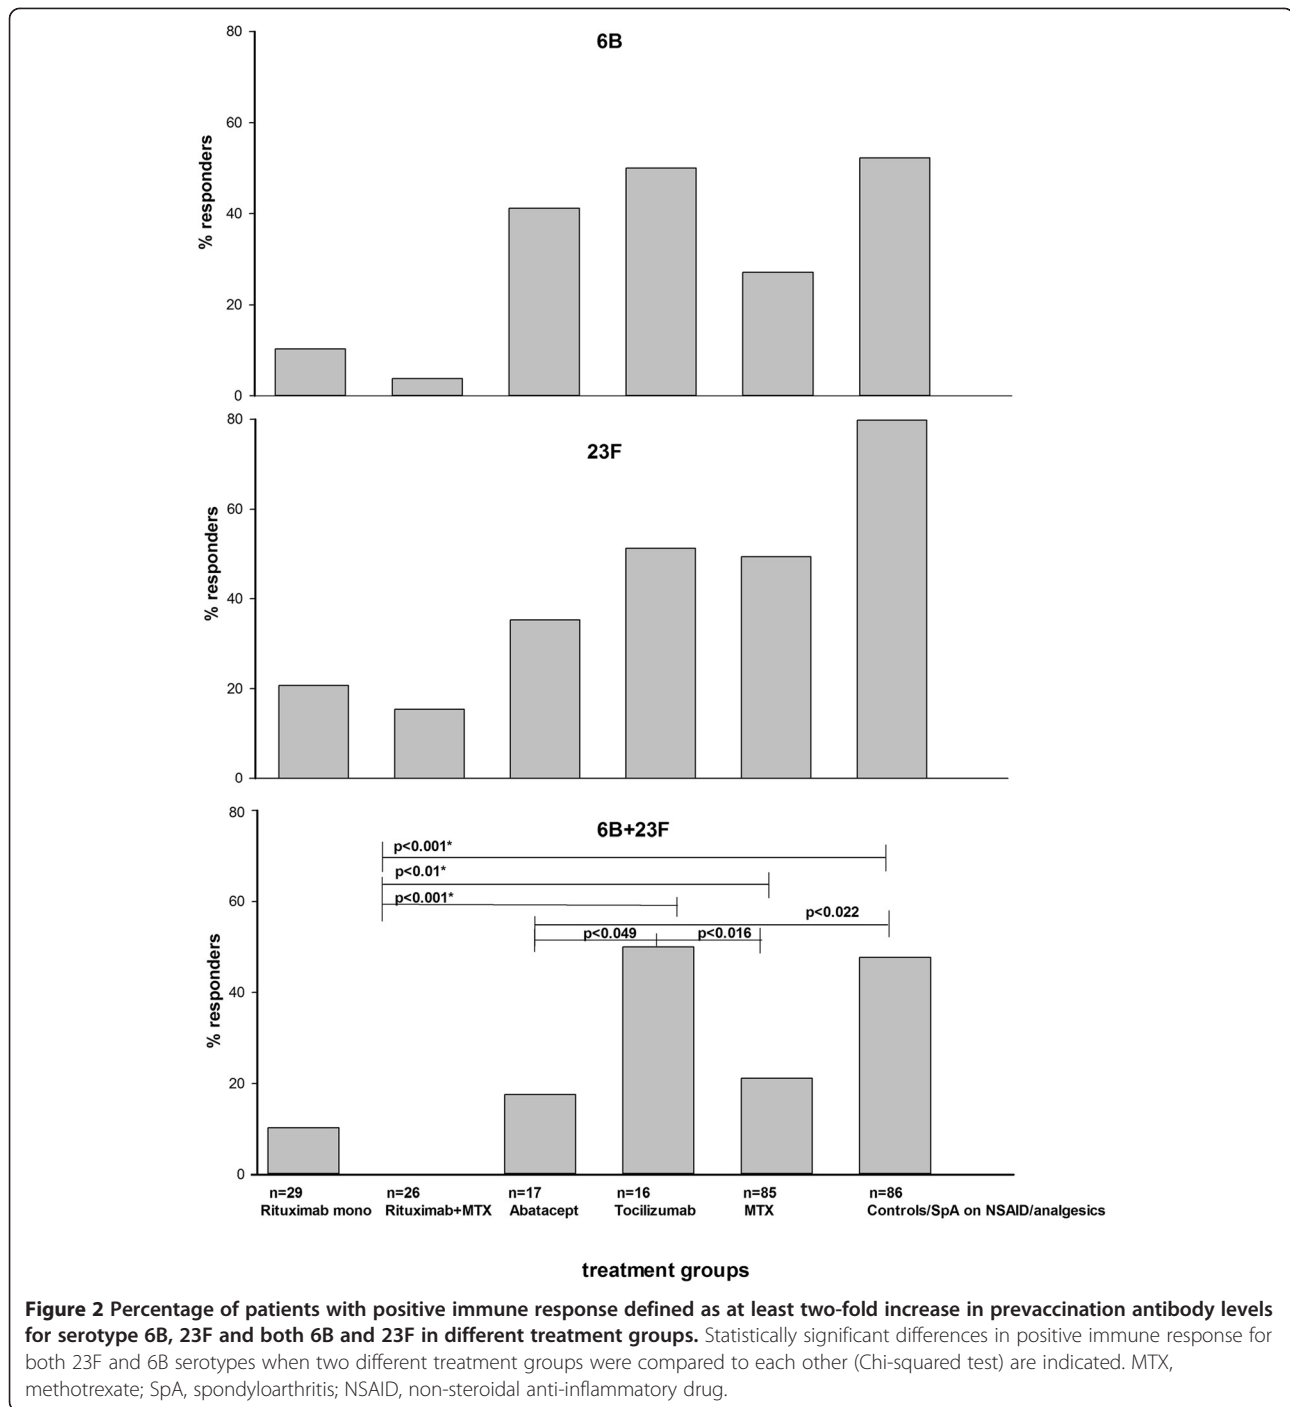 6B
80
60
40
20
0
% responders
23F
80
60
40
20
0
% responders
6B+23F
80
60
40
20
0
% responders
p<0.001*
p<0.01*
p<0.001*
p<0.022
p<0.049 p<0.016
n=29 n=26 n=17 n=16 n=85 n=86
Rituximab mono Rituximab+MTX Abatacept Tocilizumab MTX Controls/SpA on NSAID/analgesics
treatment groups
Figure 2 Percentage of patients with positive immune response defined as at least two-fold increase in prevaccination antibody levels
for serotype 6B, 23F and both 6B and 23F in different treatment groups. Statistically significant differences in positive immune response for
both 23F and 6B serotypes when two different treatment groups were compared to each other (Chi-squared test) are indicated. MTX,
methotrexate; SpA, spondyloarthritis; NSAID, non-steroidal anti-inflammatory drug.